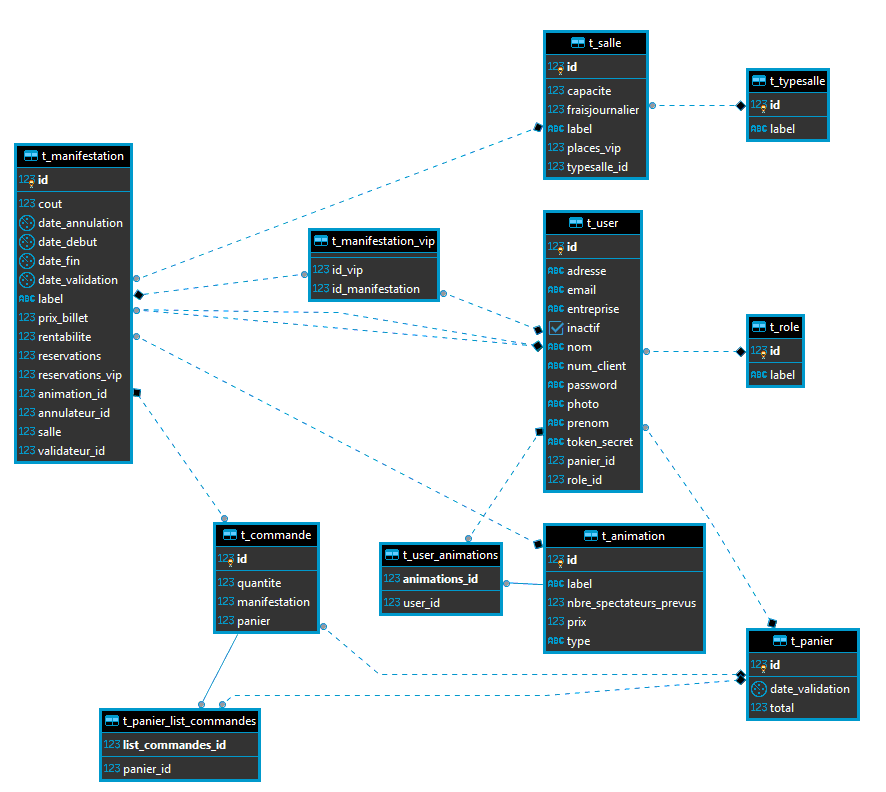 t_salle
123 id
123 capacite
123 fraisjournalier
ABC label
123 places_vip
123 typesalle_id
t_typesalle
123 id
ABC label
t_manifestation
123 id
123 cout
date_annulation
date_debut
date_fin
date_validation
ABC label
123 prix_billet
123 rentabilite
123 reservations
123 reservations_vip
123 animation_id
123 annulateur_id
123 salle
123 validateur_id
t_manifestation_vip
123 id_vip
123 id_manifestation
t_user
123 id
ABC adresse
ABC email
ABC entreprise
inactif
ABC nom
ABC num_client
ABC password
ABC photo
ABC prenom
ABC token_secret
123 panier_id
123 role_id
t_role
123 id
ABC label
t_commande
123 id
123 quantite
123 manifestation
123 panier
t_user_animations
123 animations_id
123 user_id
t_animation
123 id
ABC label
123 nbre_spectateurs_prevus
123 prix
ABC type
t_panier
123 id
date_validation
123 total
t_panier_list_commandes
123 list_commandes_id
123 panier_id